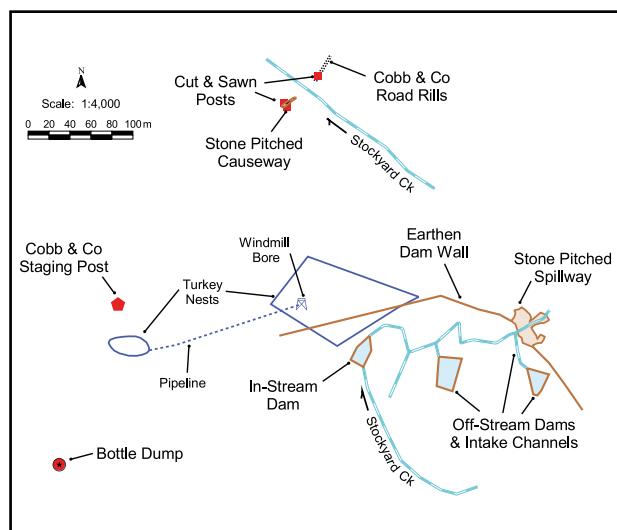 N
Scale: 1:4,000
0 20 40 60 80 100 m
Cut & Sawn
Posts
Cobb & Co
Road Rills
Stone Pitched
Causeway
Stockyard Ck
Cobb & Co
Staging Post
Turkey
Nests
Windmill
Bore
Earthen
Dam Wall
Stone Pitched
Spillway
Pipeline
In-Stream
Dam
Off-Stream Dams
& Intake Channels
Stockyard Ck
Bottle Dump